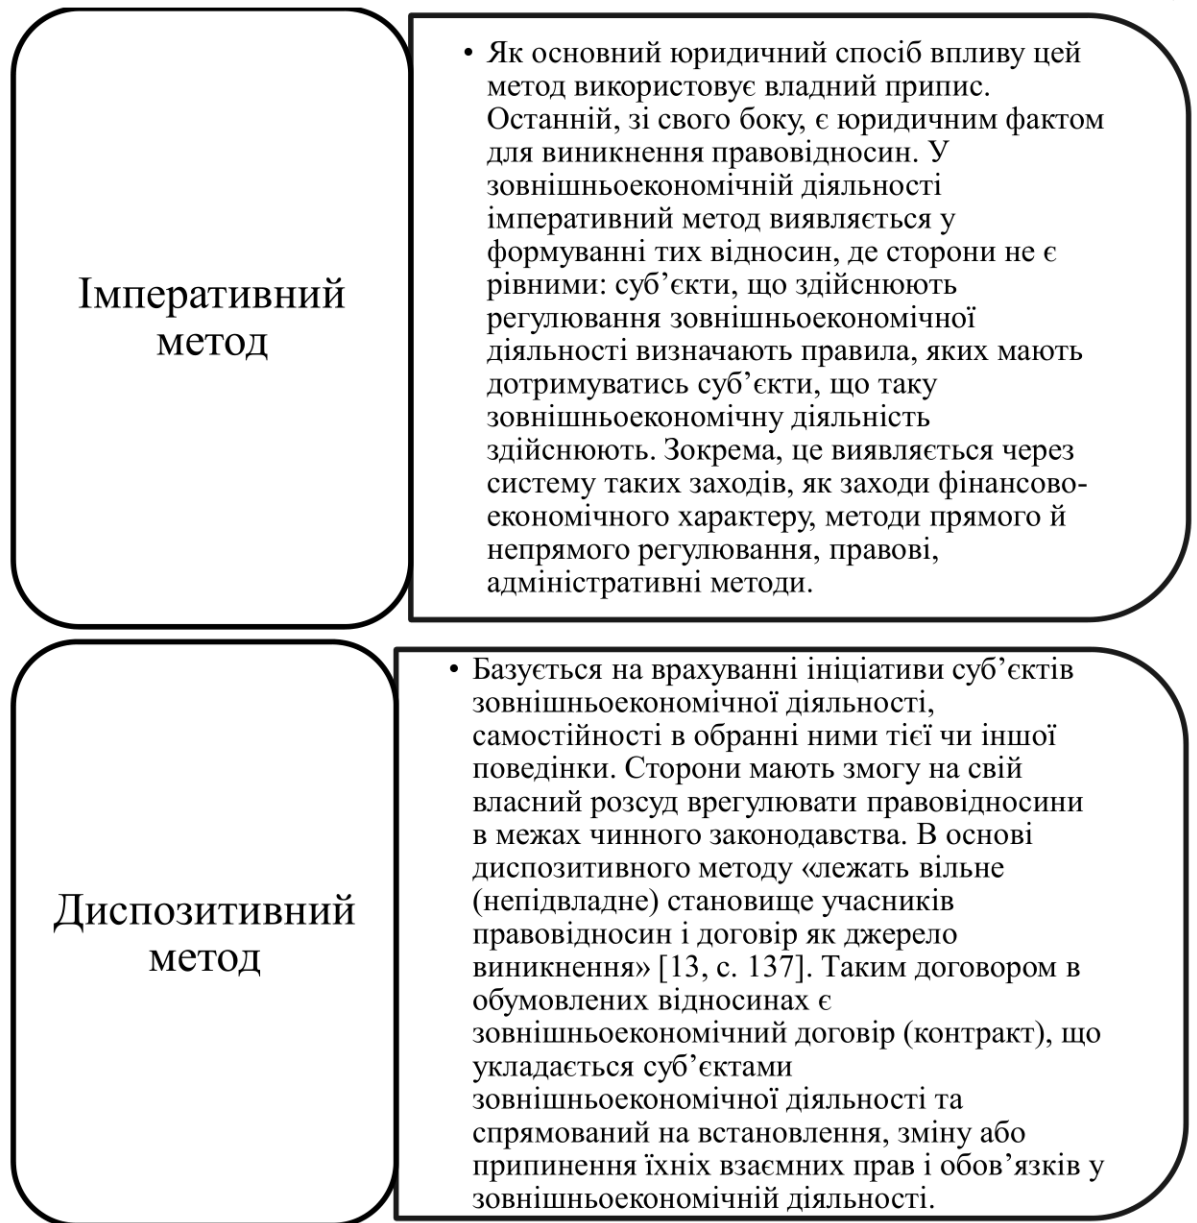 Імперативний
метод
• Як основний юридичний спосіб впливу цей
метод використовує владний припис.
Останній, зі свого боку, є юридичним фактом
для виникнення правовідносин. У
зовнішньоекономічній діяльності
імперативний метод виявляється у
формуванні тих відносин, де сторони не є
рівними: суб’єкти, що здійснюють
регулювання зовнішньоекономічної
діяльності визначають правила, яких мають
дотримуватись суб’єкти, що таку
зовнішньоекономічну діяльність
здійснюють. Зокрема, це виявляється через
систему таких заходів, як заходи фінансово-
економічного характеру, методи прямого й
непрямого регулювання, правові,
адміністративні методи.
Диспозитивний
метод
• Базується на врахуванні ініціативи суб’єктів
зовнішньоекономічної діяльності,
самостійності в обранні ними тієї чи іншої
поведінки. Сторони мають змогу на свій
власний розсуд врегулювати правовідносини
в межах чинного законодавства. В основі
диспозитивного методу «лежать вільне
(непідвладне) становище учасників
правовідносин і договір як джерело
виникнення» [13, с. 137]. Таким договором в
обумовлених відносинах є
зовнішньоекономічний договір (контракт), що
укладається суб’єктами
зовнішньоекономічної діяльності та
спрямований на встановлення, зміну або
припинення їхніх взаємних прав і обов’язків у
зовнішньоекономічній діяльності.